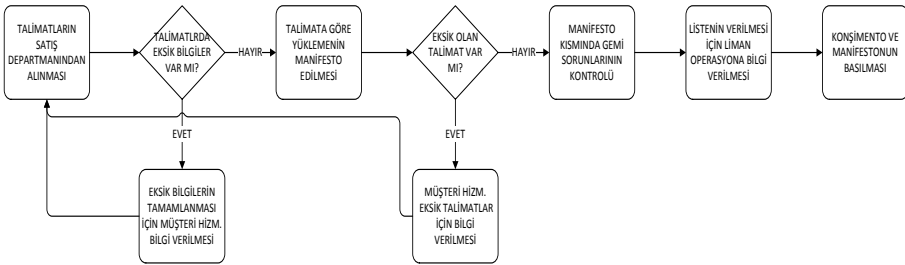 TALİMATLARIN
SATIŞ
DEPARTMANINDAN
ALINMASI
TALİMATLRDA
EKSİK BİLGİLER
VAR MI?
HAYIR
TALİMATA GÖRE
YÜKLEMENİN
MANİFESTO
EDİLMESİ
EKSİK OLAN
TALİMAT VAR
MI?
HAYIR
MANİFESTO
KISMINDA GEMİ
SORUNLARININ
KONTROLÜ
LİSTENİN VERİLMESİ
İÇİN LİMAN
OPERASYONA BİLGİ
VERİLMESİ
KONŞİMENTO VE
MANİFESTONUN
BASILMASI
EVET
EVET
EKSİK BİLGİLERİN
TAMAMLANMASI
İÇİN MÜŞTERİ HİZM.
BİLGİ VERİLMESİ
MÜŞTERİ HİZM.
EKSİK TALİMATLAR
İÇİN BİLGİ
VERİLMESİ